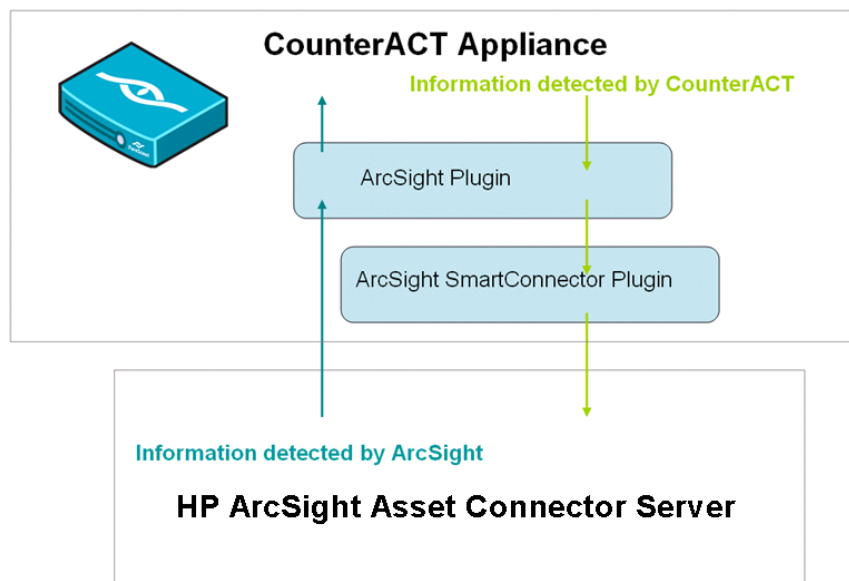 CounterACT Appliance
Information detected by CounterACT
ForeScout
ArcSight Plugin
ArcSight SmartConnector Plugin
Information detected by ArcSight
HP ArcSight Asset Connector Server